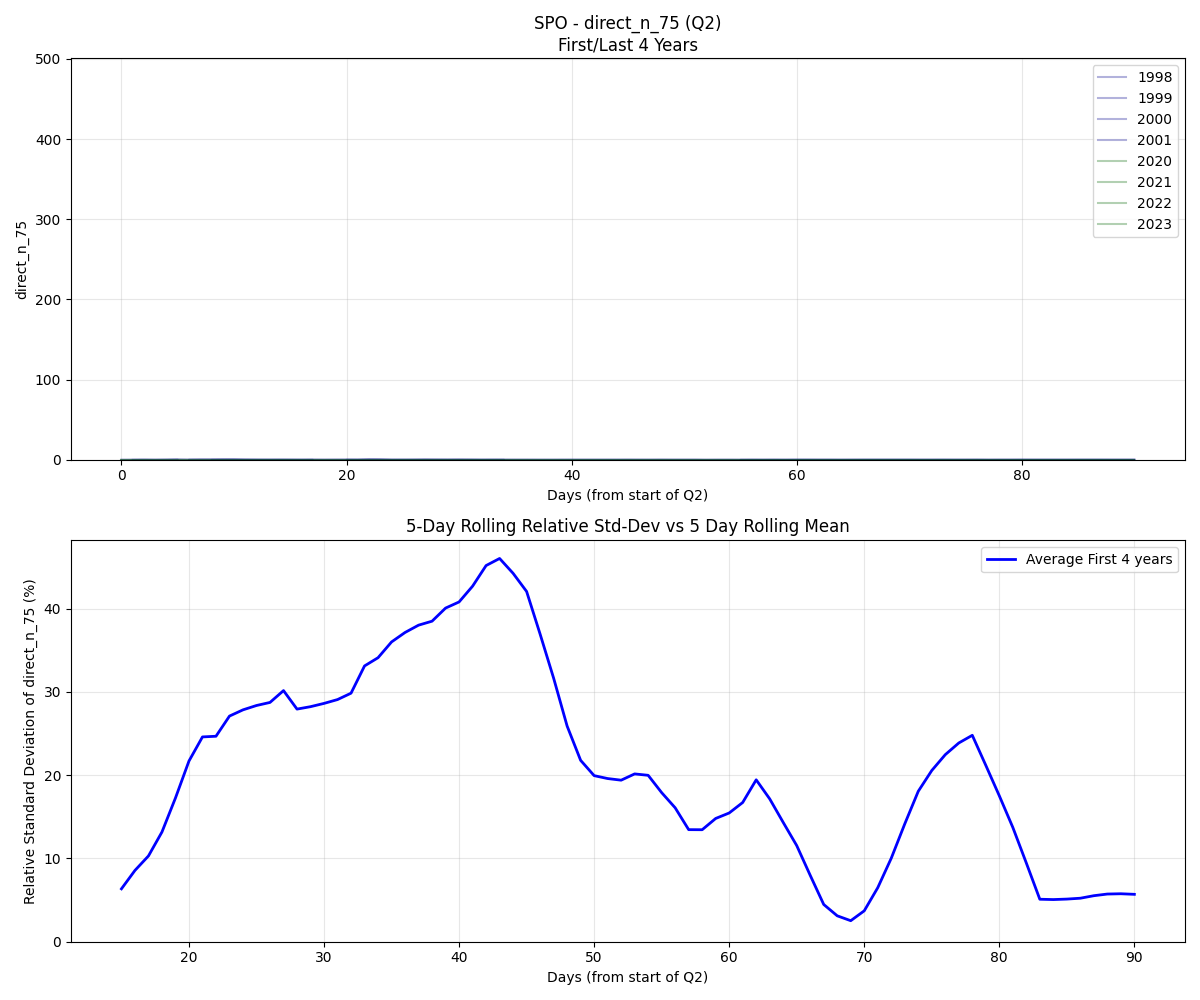 SPO - direct_n_75 (Q2)
First/Last 4 Years
500
400
300
200
100
0
direct_n_75
1998
1999
2000
2001
2020
2021
2022
2023
0 20 40 60 80
Days (from start of Q2)
5-Day Rolling Relative Std-Dev vs 5 Day Rolling Mean
Average First 4 years
40
30
20
10
0
Relative Standard Deviation of direct_n_75 (%)
20 30 40 50 60 70 80 90
Days (from start of Q2)